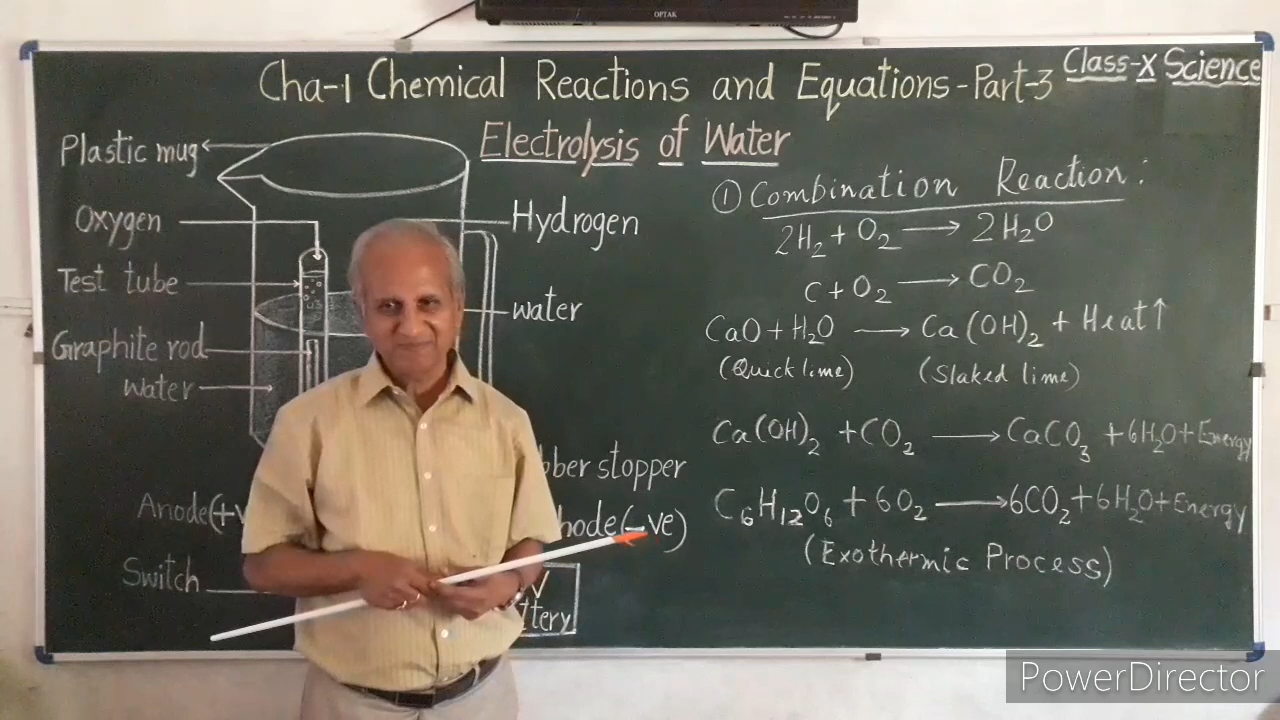 OPTAK
Cha-1 Chemical Reactions and Equations-Part-3
Class-X Science
Electrolysis of Water
Plastic mug
Oxygen
Test tube
Graphite rod
water
Anode(+v
Switch
Hydrogen
water
bber stopper
hode(-ve)
V
ttery
① Combination Reaction:
2H₂ + O₂ → 2H₂O
C + O₂ → CO₂
CaO + H₂O → Ca(OH)₂ + Heat↑
(Quick lime) (Slaked lime)
Ca(OH)₂ + CO₂ → CaCO₃ + 6H₂O + Energy
C₆H₁₂O₆ + 6O₂ → 6CO₂ + 6H₂O + Energy
(Exothermic Process)
PowerDirector